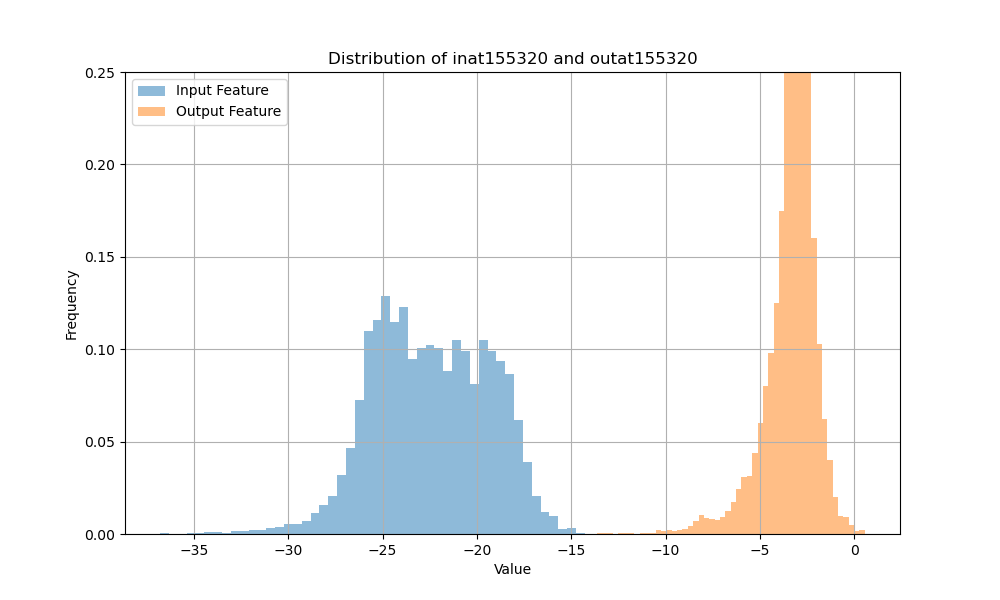 Distribution of inat155320 and outat155320
Input Feature
Output Feature
0.25
0.20
0.15
0.10
0.05
0.00
Frequency
−35 −30 −25 −20 −15 −10 −5 0
Value